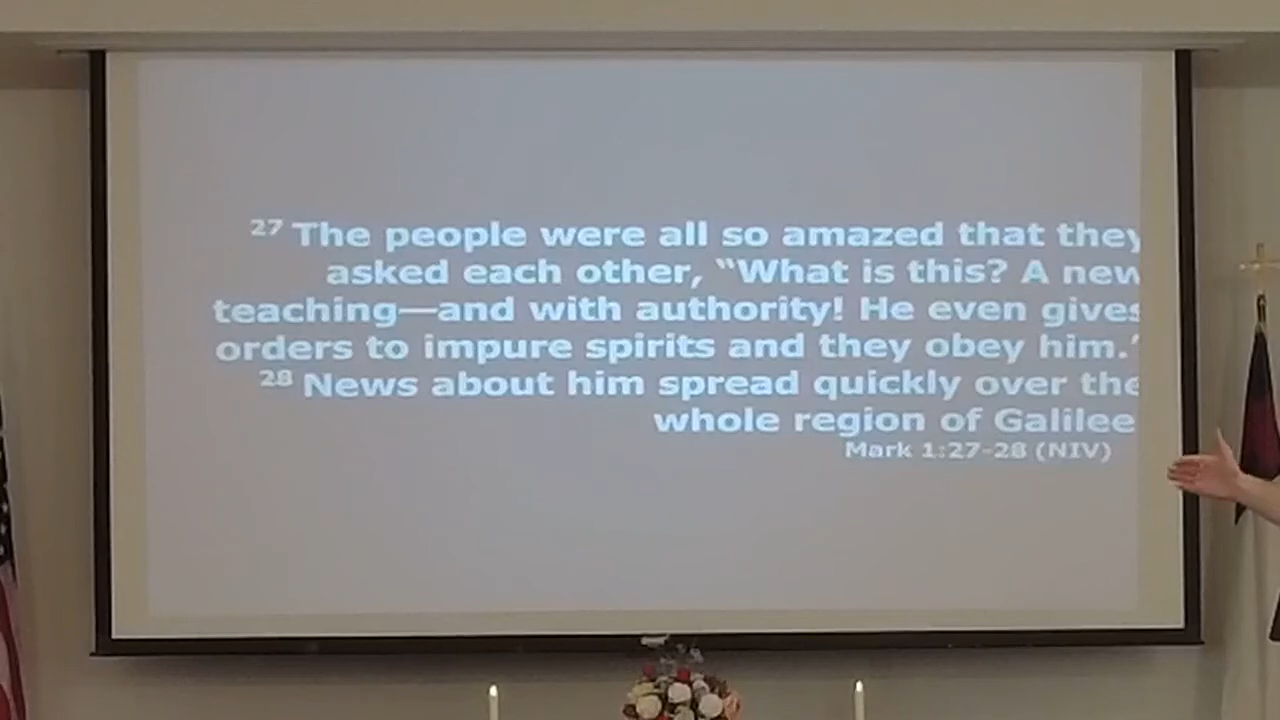 27 The people were all so amazed that they
asked each other, “What is this? A new
teaching—and with authority! He even gives
orders to impure spirits and they obey him.”
28 News about him spread quickly over the
whole region of Galilee
Mark 1:27-28 (NIV)